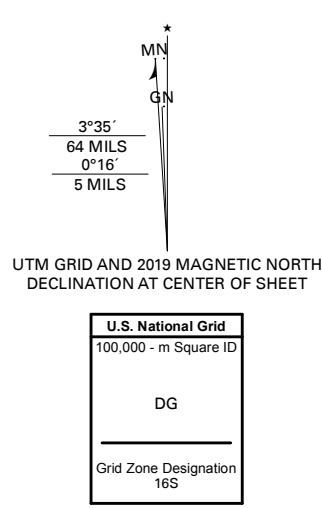 ★
MN
GN
3°35´
64 MILS
0°16´
5 MILS
UTM GRID AND 2019 MAGNETIC NORTH
DECLINATION AT CENTER OF SHEET
U.S. National Grid
100,000 - m Square ID
DG
Grid Zone Designation
16S